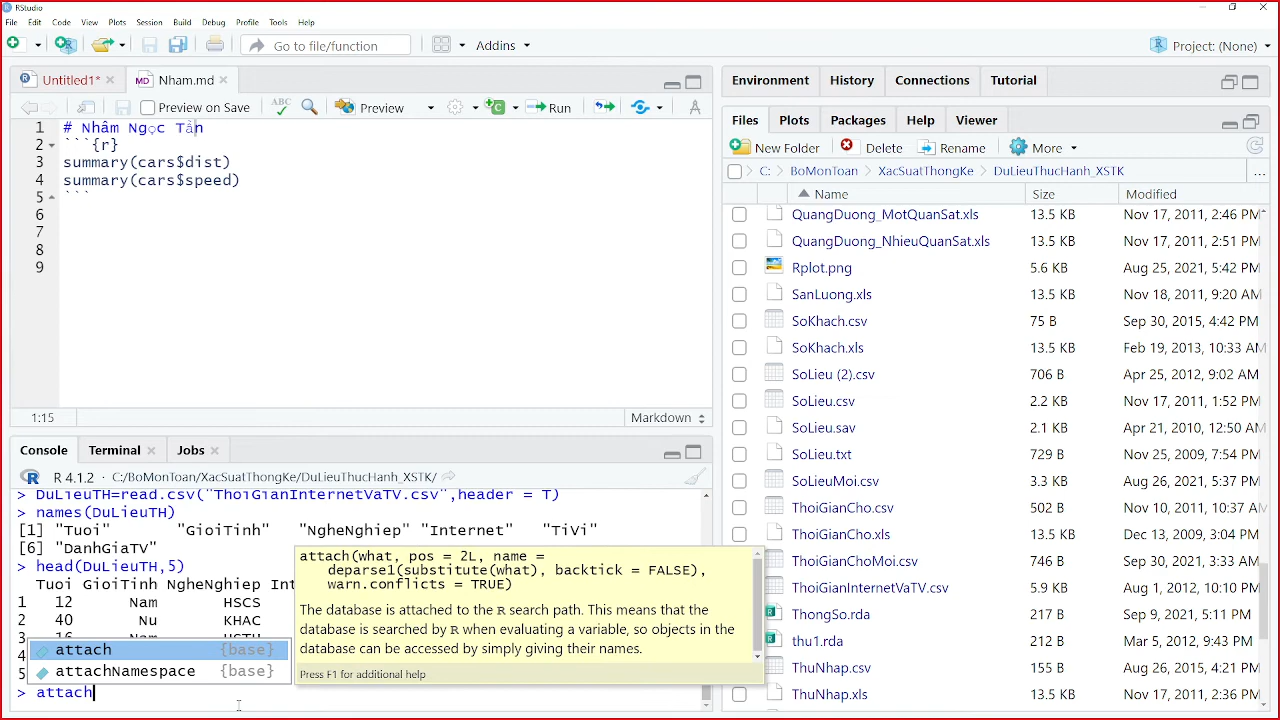 RStudio
File Edit Code View Plots Session Build Debug Profile Tools Help
Go to file/function Addins Project: (None)
Untitled1* Nham.md
Preview on Save ABC Preview Run
1 # Nhâm Ngọc Tần
2 ```{r}
3 summary(cars$dist)
4 summary(cars$speed)
5 ```
6
7
8
9
1:15 Markdown
Console Terminal Jobs
R 4.1.2 · C:/BoMonToan/XacSuatThongKe/DuLieuThucHanh_XSTK/
> DuLieuTH=read.csv("ThoiGianInternetVaTV.csv",header = T)
> names(DuLieuTH)
[1] "Tuoi" "GioiTinh" "NgheNghiep" "Internet" "TiVi"
[6] "DanhGiaTV"
> head(DuLieuTH,5)
Tuoi GioiTinh NgheNghiep
1 12 Nam HSCS
2 40 Nu KHAC
3 16 Nam HSTH
4
5
> attach
attach {base}
attachNamespace {base}
attach(what, pos = 2L, name =
deparse1(substitute(what), backtick = FALSE),
warn.conflicts = TRUE)
The database is attached to the R search path. This means that the
database is searched by R when evaluating a variable, so objects in the
database can be accessed by simply giving their names.
Press F1 for additional help
Environment History Connections Tutorial
Files Plots Packages Help Viewer
New Folder Delete Rename More
C: BoMonToan XacSuatThongKe DuLieuThucHanh_XSTK ...
Name Size Modified
QuangDuong_MotQuanSat.xls 13.5 KB Nov 17, 2011, 2:46 PM
QuangDuong_NhieuQuanSat.xls 13.5 KB Nov 17, 2011, 2:51 PM
Rplot.png 5.6 KB Aug 25, 2021, 5:42 PM
SanLuong.xls 13.5 KB Nov 18, 2011, 9:20 AM
SoKhach.csv 75 B Sep 30, 2015, 4:42 PM
SoKhach.xls 13.5 KB Feb 19, 2013, 10:33 AM
SoLieu (2).csv 706 B Apr 25, 2012, 9:02 AM
SoLieu.csv 2.2 KB Nov 17, 2011, 1:52 PM
SoLieu.sav 2.1 KB Apr 21, 2010, 10:50 AM
SoLieu.txt 729 B Nov 25, 2009, 7:54 PM
SoLieuMoi.csv 3.3 KB Aug 26, 2021, 5:37 PM
ThoiGianCho.csv 502 B Nov 10, 2011, 10:37 AM
ThoiGianCho.xls 13.5 KB Dec 13, 2009, 5:04 PM
ThoiGianChoMoi.csv 746 B Sep 30, 2021, 3:33 PM
ThoiGianInternetVaTV.csv 5.9 KB Aug 1, 2012, 10:32 PM
ThongSo.rda 217 B Sep 9, 2021, 9:11 PM
thu1.rda 212 B Mar 5, 2012, 6:43 PM
ThuNhap.csv 155 B Aug 26, 2021, 4:21 PM
ThuNhap.xls 13.5 KB Nov 17, 2011, 2:36 PM